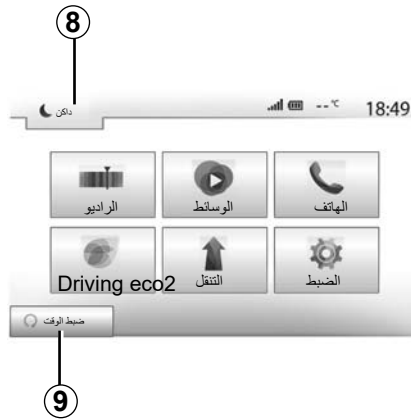 8
داكن
--°C
18:49
الراديو
الوسائط
الهاتف
Driving eco2
التنقل
الضبط
ضبط الوقت
9